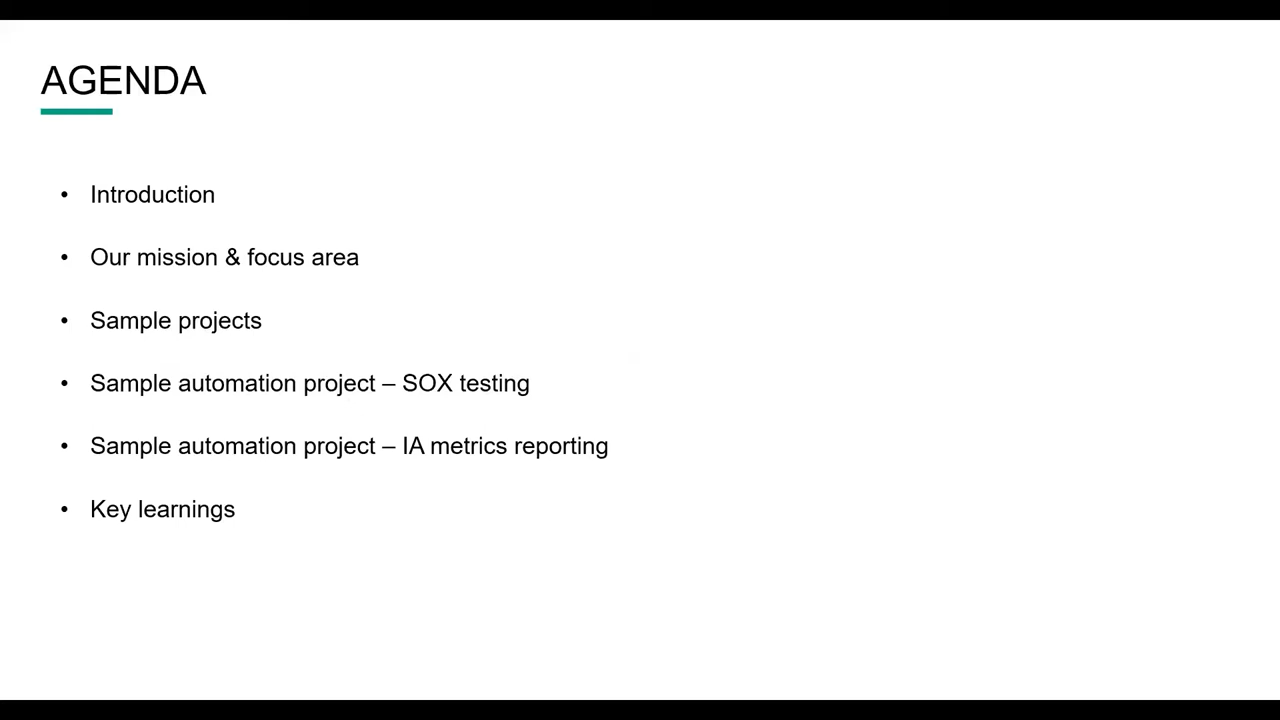 AGENDA
• Introduction
• Our mission & focus area
• Sample projects
• Sample automation project – SOX testing
• Sample automation project – IA metrics reporting
• Key learnings